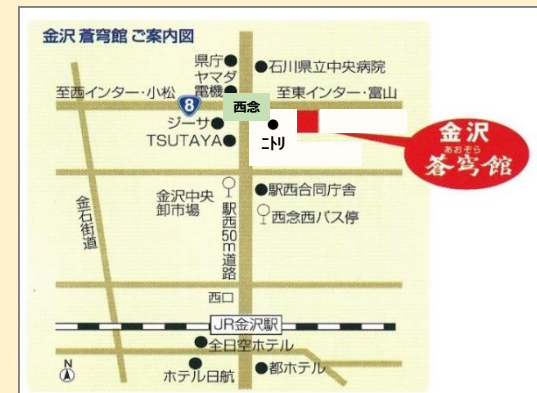 金沢 蒼穹館 ご案内図
県庁
ヤマダ
電機
石川県立中央病院
至西インター・小松
至東インター・富山
8
西念
ジーサ
TSUTAYA
ニトリ
金沢
あおぞら
蒼穹館
金石街道
金沢中央
卸市場
駅西50m道路
駅西合同庁舎
西念西バス停
西口
JR金沢駅
全日空ホテル
ホテル日航
都ホテル
N